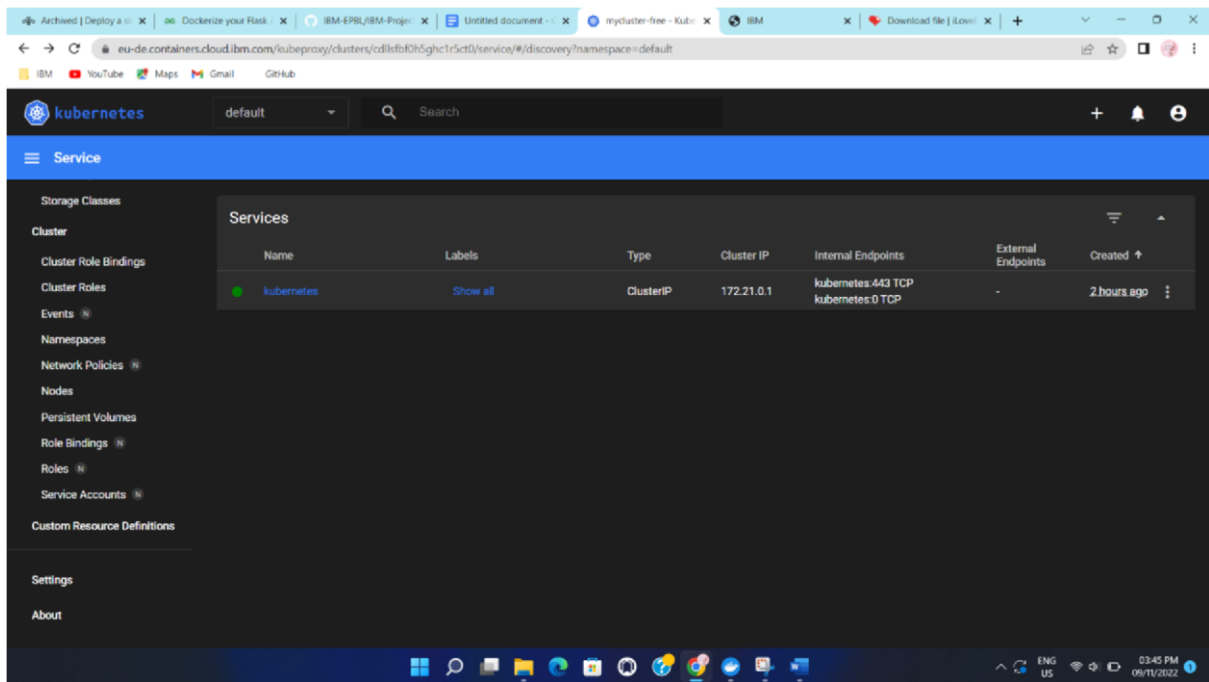 Archived | Deploy a si
Dockerize your Flask
IBM-EPBL/IBM-Projec
Untitled document -
mycluster-free - Kube
IBM
Download file | iLove
eu-de.containers.cloud.ibm.com/kubeproxy/clusters/cdllsfbf0h5ghc1r5ct0/service/#/discovery?namespace=default
IBM YouTube Maps Gmail GitHub
kubernetes default Search
Service
Storage Classes
Cluster
Cluster Role Bindings
Cluster Roles
Events N
Namespaces
Network Policies N
Nodes
Persistent Volumes
Role Bindings N
Roles N
Service Accounts N
Custom Resource Definitions
Settings
About
Services
Name Labels Type Cluster IP Internal Endpoints External Endpoints Created
kubernetes Show all ClusterIP 172.21.0.1 kubernetes:443 TCP - 2 hours ago
kubernetes:0 TCP
ENG
US
03:45 PM
09/11/2022
1